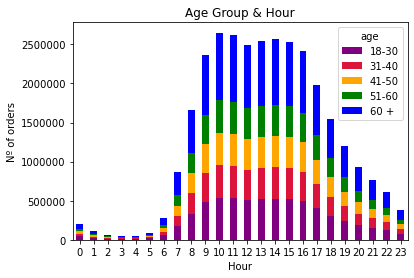 Age Group & Hour
Nº of orders
2500000
2000000
1500000
1000000
500000
0
age
18-30
31-40
41-50
51-60
60 +
0 1 2 3 4 5 6 7 8 9 10 11 12 13 14 15 16 17 18 19 20 21 22 23
Hour